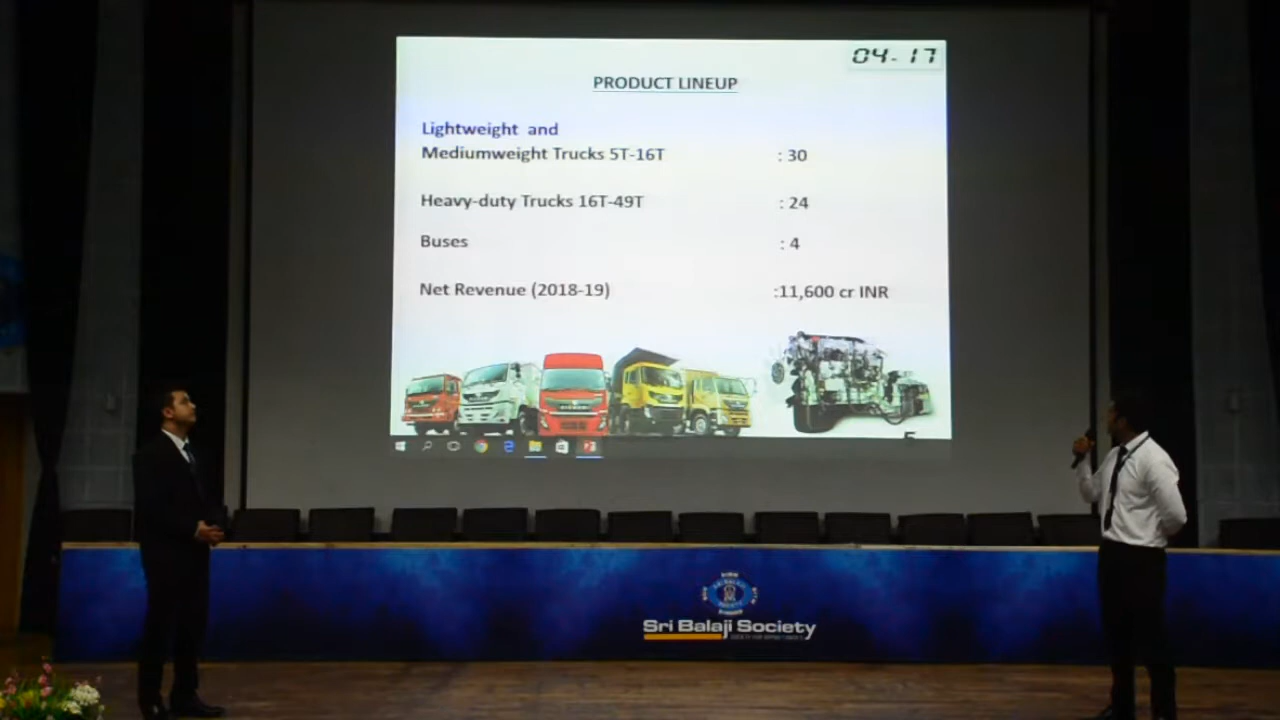 04-17
PRODUCT LINEUP
Lightweight and
Mediumweight Trucks 5T-16T : 30
Heavy-duty Trucks 16T-49T : 24
Buses : 4
Net Revenue (2018-19) :11,600 cr INR
5
Sri Balaji Society